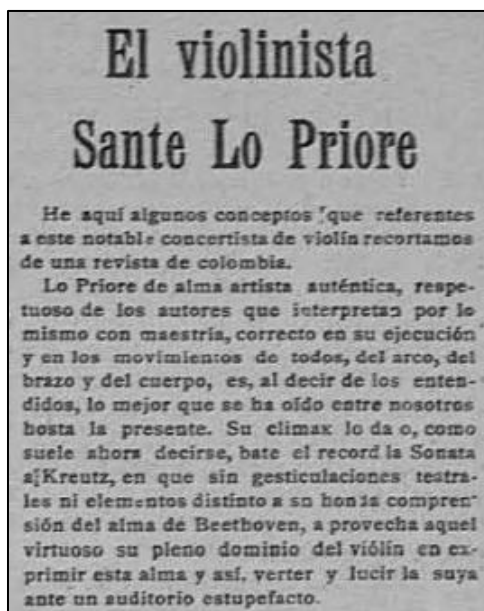 El violinista
Sante Lo Priore
He aquí algunos conceptos que referentes
a este notable concertista de violín recortamos
de una revista de colombia.
Lo Priore de alma artista auténtica, respe-
tuoso de los autores que interpretan por lo
mismo con maestría, correcto en su ejecución
y en los movimientos de todos, del arco, del
brazo y del cuerpo, es, al decir de los enten-
didos, lo mejor que se ha oído entre nosotros
hosta la presente. Su climax lo da o, como
suele ahora decirse, bate el record la Sonata
a Kreutz, en que sin gesticulaciones teatra-
les ni elementos distinto a su honda compren-
sión del alma de Beethoven, a provecha aquel
virtuoso su pleno dominio del violín en ex-
primir esta alma y así, verter y lucir la suya
ante un auditorio estupefacto.